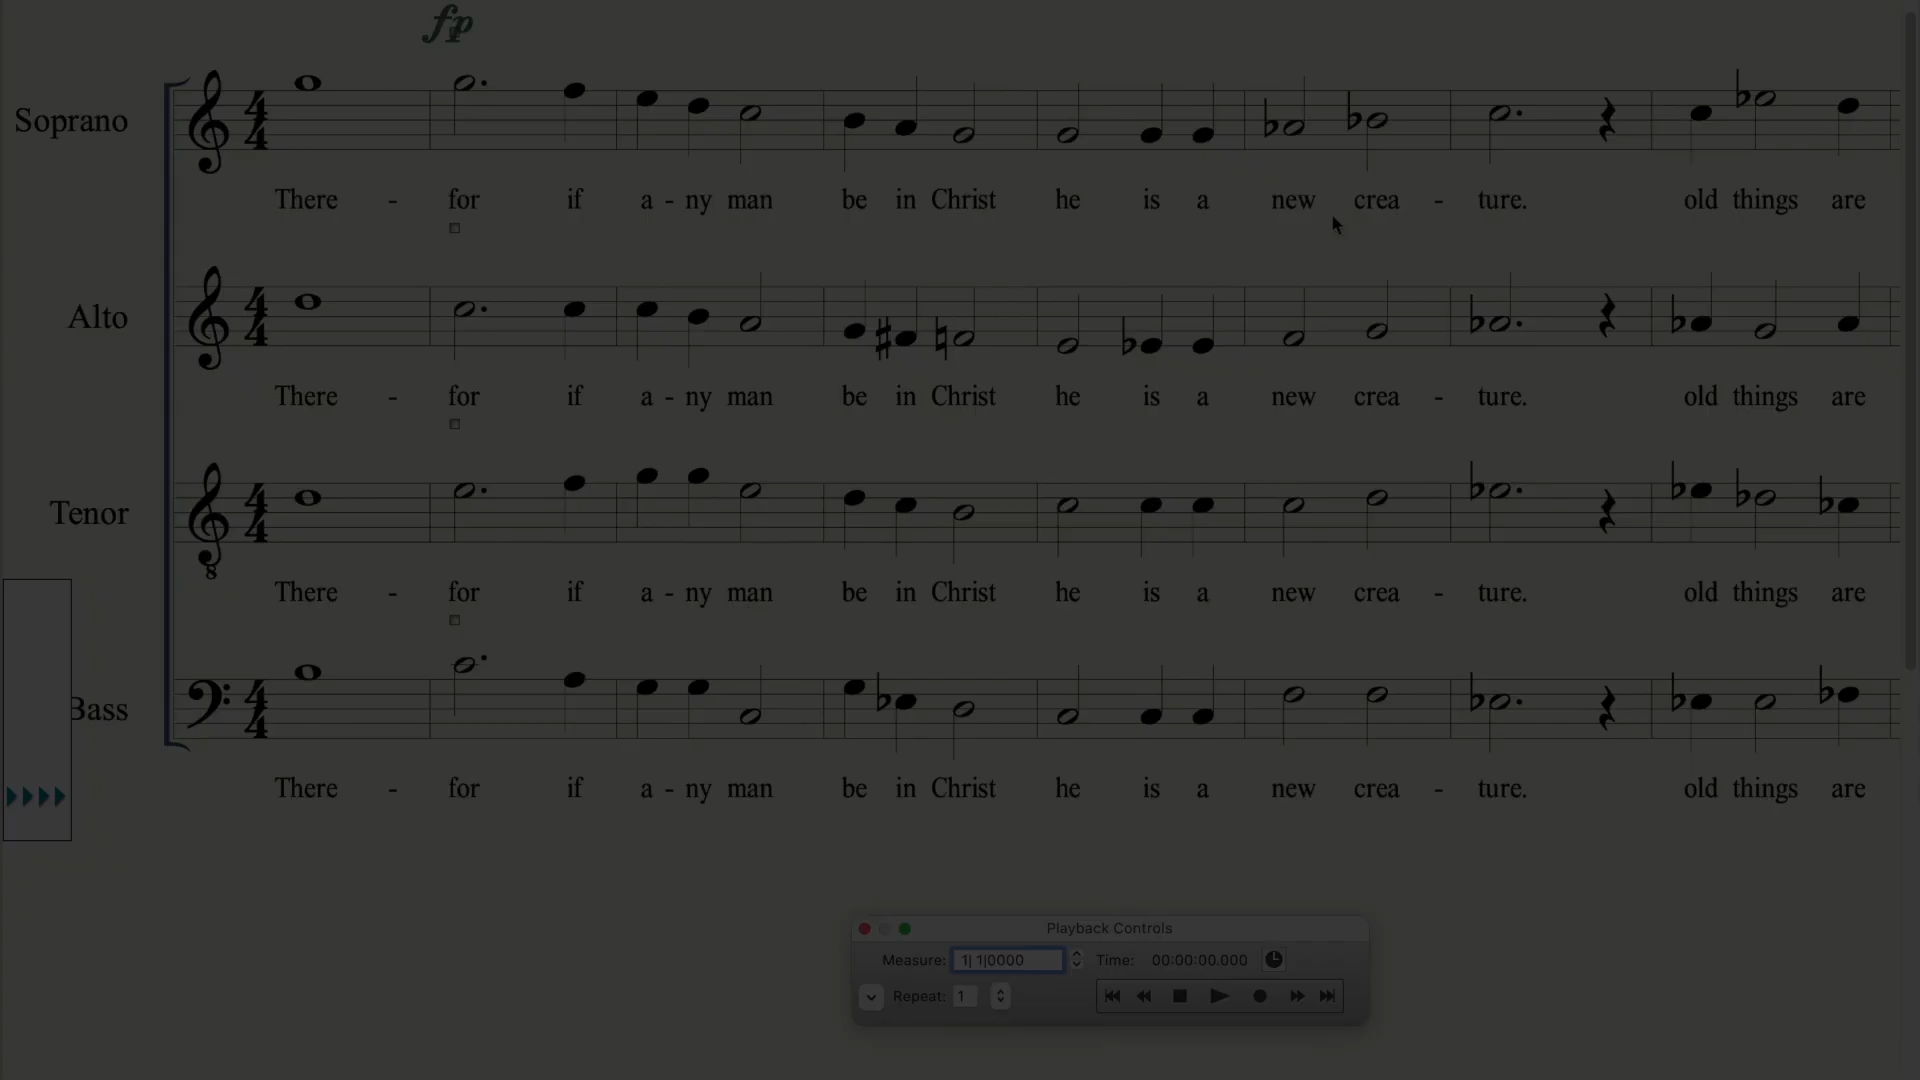 fp
Soprano
There - for if a - ny man be in Christ he is a new crea - ture. old things are
Alto
There - for if a - ny man be in Christ he is a new crea - ture. old things are
Tenor
8
There - for if a - ny man be in Christ he is a new crea - ture. old things are
Bass
There - for if a - ny man be in Christ he is a new crea - ture. old things are
Playback Controls
Measure: 1| 1|0000 Time: 00:00:00.000
Repeat: 1